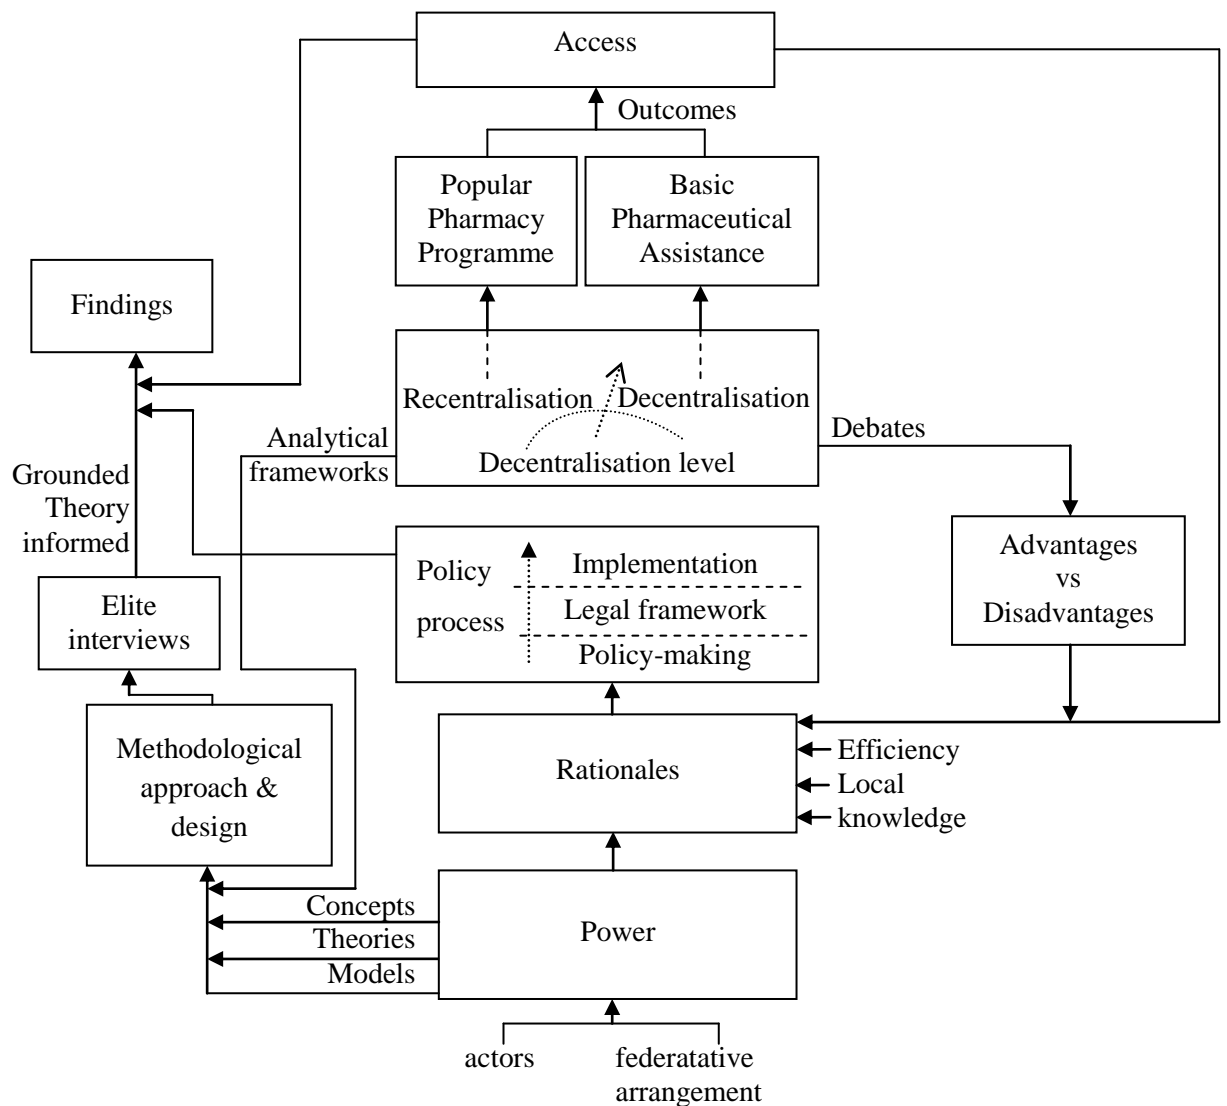 Access
Outcomes
Popular
Pharmacy
Programme
Basic
Pharmaceutical
Assistance
Findings
Recentralisation
Decentralisation
Decentralisation level
Analytical
frameworks
Debates
Grounded
Theory
informed
Policy
process
Implementation
Legal framework
Policy-making
Advantages
vs
Disadvantages
Elite
interviews
Methodological
approach &
design
Rationales
Efficiency
Local
knowledge
Concepts
Theories
Models
Power
actors
federatative
arrangement